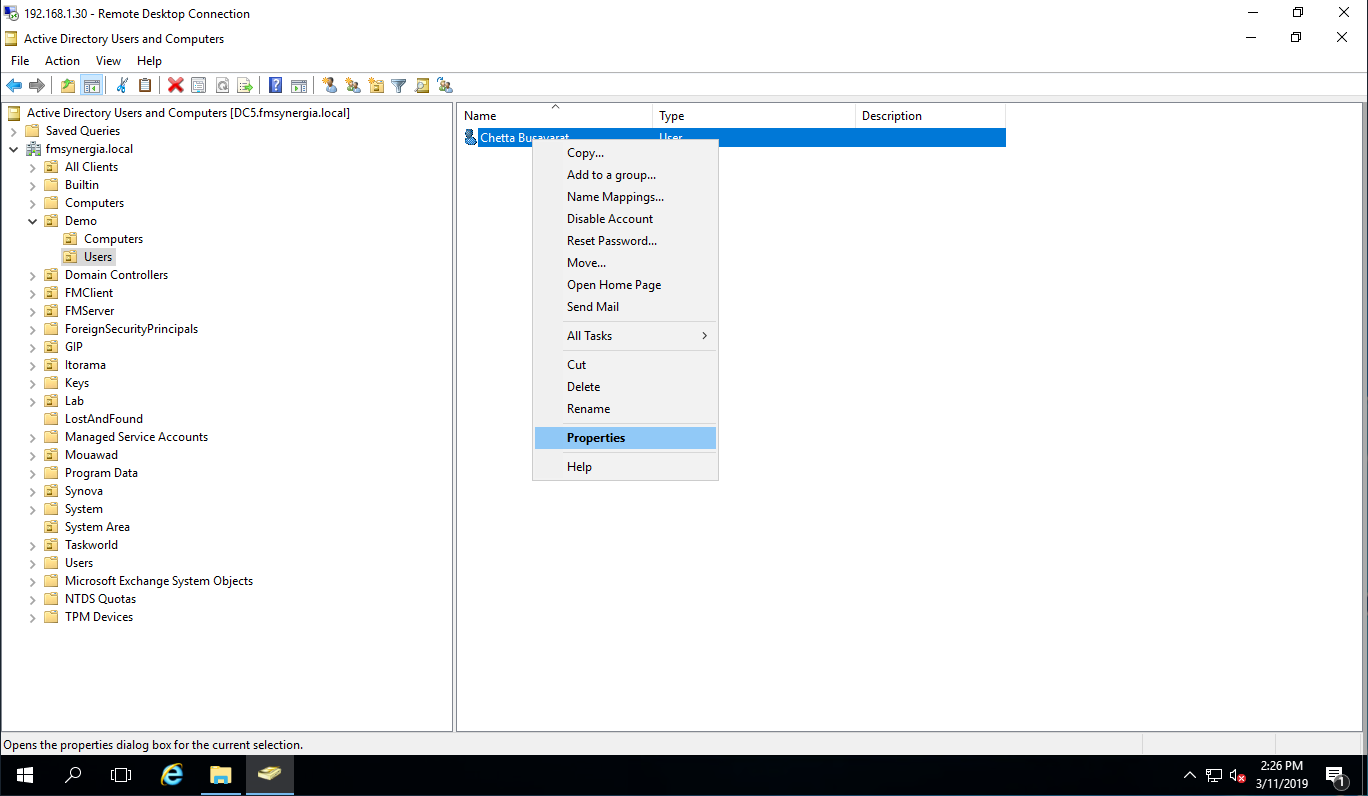 192.168.1.30 - Remote Desktop Connection
Active Directory Users and Computers
File Action View Help
Active Directory Users and Computers [DC5.fmsynergia.local]
Saved Queries
fmsynergia.local
All Clients
Builtin
Computers
Demo
Computers
Users
Domain Controllers
FMClient
FMServer
ForeignSecurityPrincipals
GIP
Itorama
Keys
Lab
LostAndFound
Managed Service Accounts
Mouawad
Program Data
Synova
System
System Area
Taskworld
Users
Microsoft Exchange System Objects
NTDS Quotas
TPM Devices
Name Type Description
Chetta Busavarat User
Copy...
Add to a group...
Name Mappings...
Disable Account
Reset Password...
Move...
Open Home Page
Send Mail
All Tasks
Cut
Delete
Rename
Properties
Help
Opens the properties dialog box for the current selection.
2:26 PM
3/11/2019
1